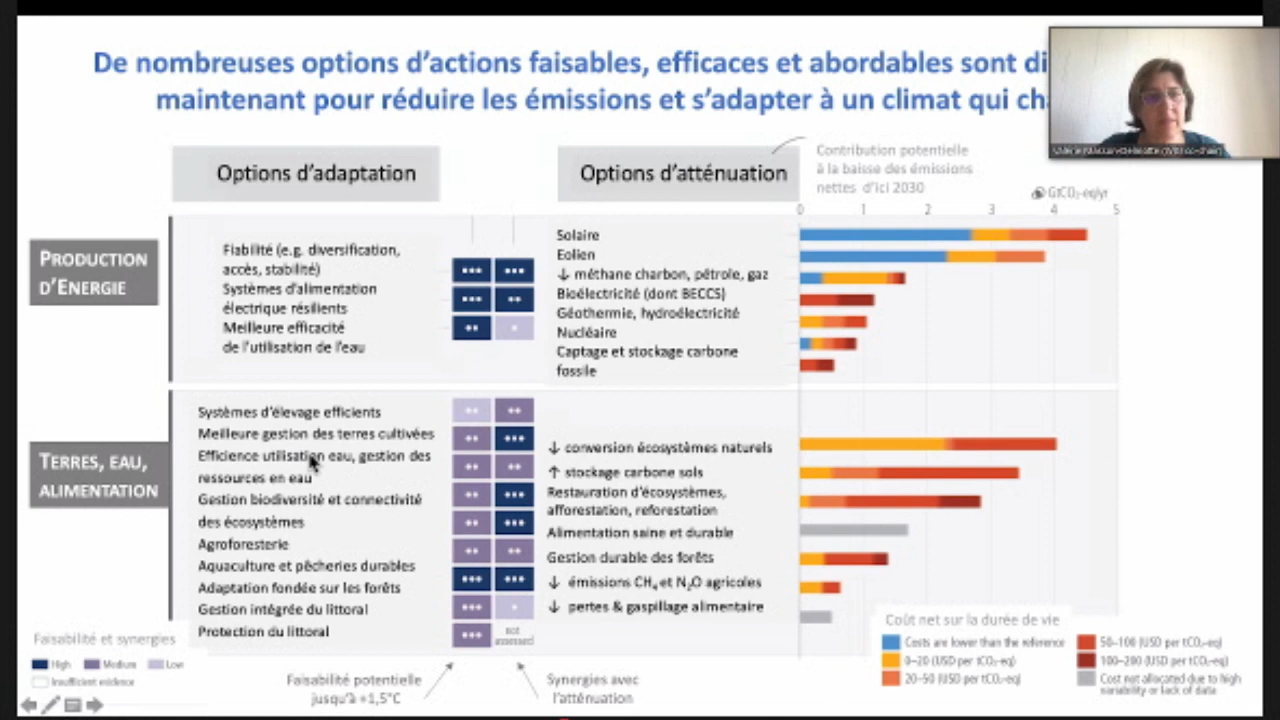 De nombreuses options d'actions faisables, efficaces et abordables sont di
maintenant pour réduire les émissions et s'adapter à un climat qui cha
Options d'adaptation
Options d'atténuation
Contribution potentielle
à la baisse des émissions
nettes d'ici 2030
GtCO₂-eq/yr
0 1 2 3 4 5
PRODUCTION
D'ENERGIE
Fiabilité (e.g. diversification,
accès, stabilité)
Systèmes d'alimentation
électrique résilients
Meilleure efficacité
de l'utilisation de l'eau
Solaire
Eolien
↓ méthane charbon, pétrole, gaz
Bioélectricité (dont BECCS)
Géothermie, hydroélectricité
Nucléaire
Captage et stockage carbone
fossile
TERRES, EAU,
ALIMENTATION
Systèmes d'élevage efficients
Meilleure gestion des terres cultivées
Efficience utilisation eau, gestion des
ressources en eau
Gestion biodiversité et connectivité
des écosystèmes
Agroforesterie
Aquaculture et pêcheries durables
Adaptation fondée sur les forêts
Gestion intégrée du littoral
Protection du littoral
not
assessed
↓ conversion écosystèmes naturels
↑ stockage carbone sols
Restauration d'écosystèmes,
afforestation, reforestation
Alimentation saine et durable
Gestion durable des forêts
↓ émissions CH₄ et N₂O agricoles
↓ pertes & gaspillage alimentaire
Faisabilité et synergies
High Medium Low
Insufficient evidence
Faisabilité potentielle
jusqu'à +1,5°C
Synergies avec
l'atténuation
Coût net sur la durée de vie
Costs are lower than the reference
0–20 (USD per tCO₂-eq)
20–50 (USD per tCO₂-eq)
50–100 (USD per tCO₂-eq)
100–200 (USD per tCO₂-eq)
Cost not allocated due to high
variability or lack of data